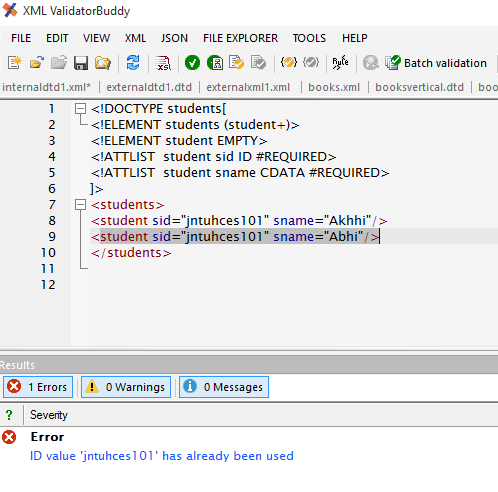 XML ValidatorBuddy
FILE EDIT VIEW XML JSON FILE EXPLORER TOOLS HELP
Rule Batch validation
internaldtd1.xml* externaldtd1.dtd externalxml1.xml books.xml booksvertical.dtd boo
1 <!DOCTYPE students[
2 <!ELEMENT students (student+)>
3 <!ELEMENT student EMPTY>
4 <!ATTLIST student sid ID #REQUIRED>
5 <!ATTLIST student sname CDATA #REQUIRED>
6 ]>
7 <students>
8 <student sid="jntuhces101" sname="Akhhi"/>
9 <student sid="jntuhces101" sname="Abhi"/>
10 </students>
11
12
Results
1 Errors 0 Warnings 0 Messages
? Severity
Error
ID value 'jntuhces101' has already been used